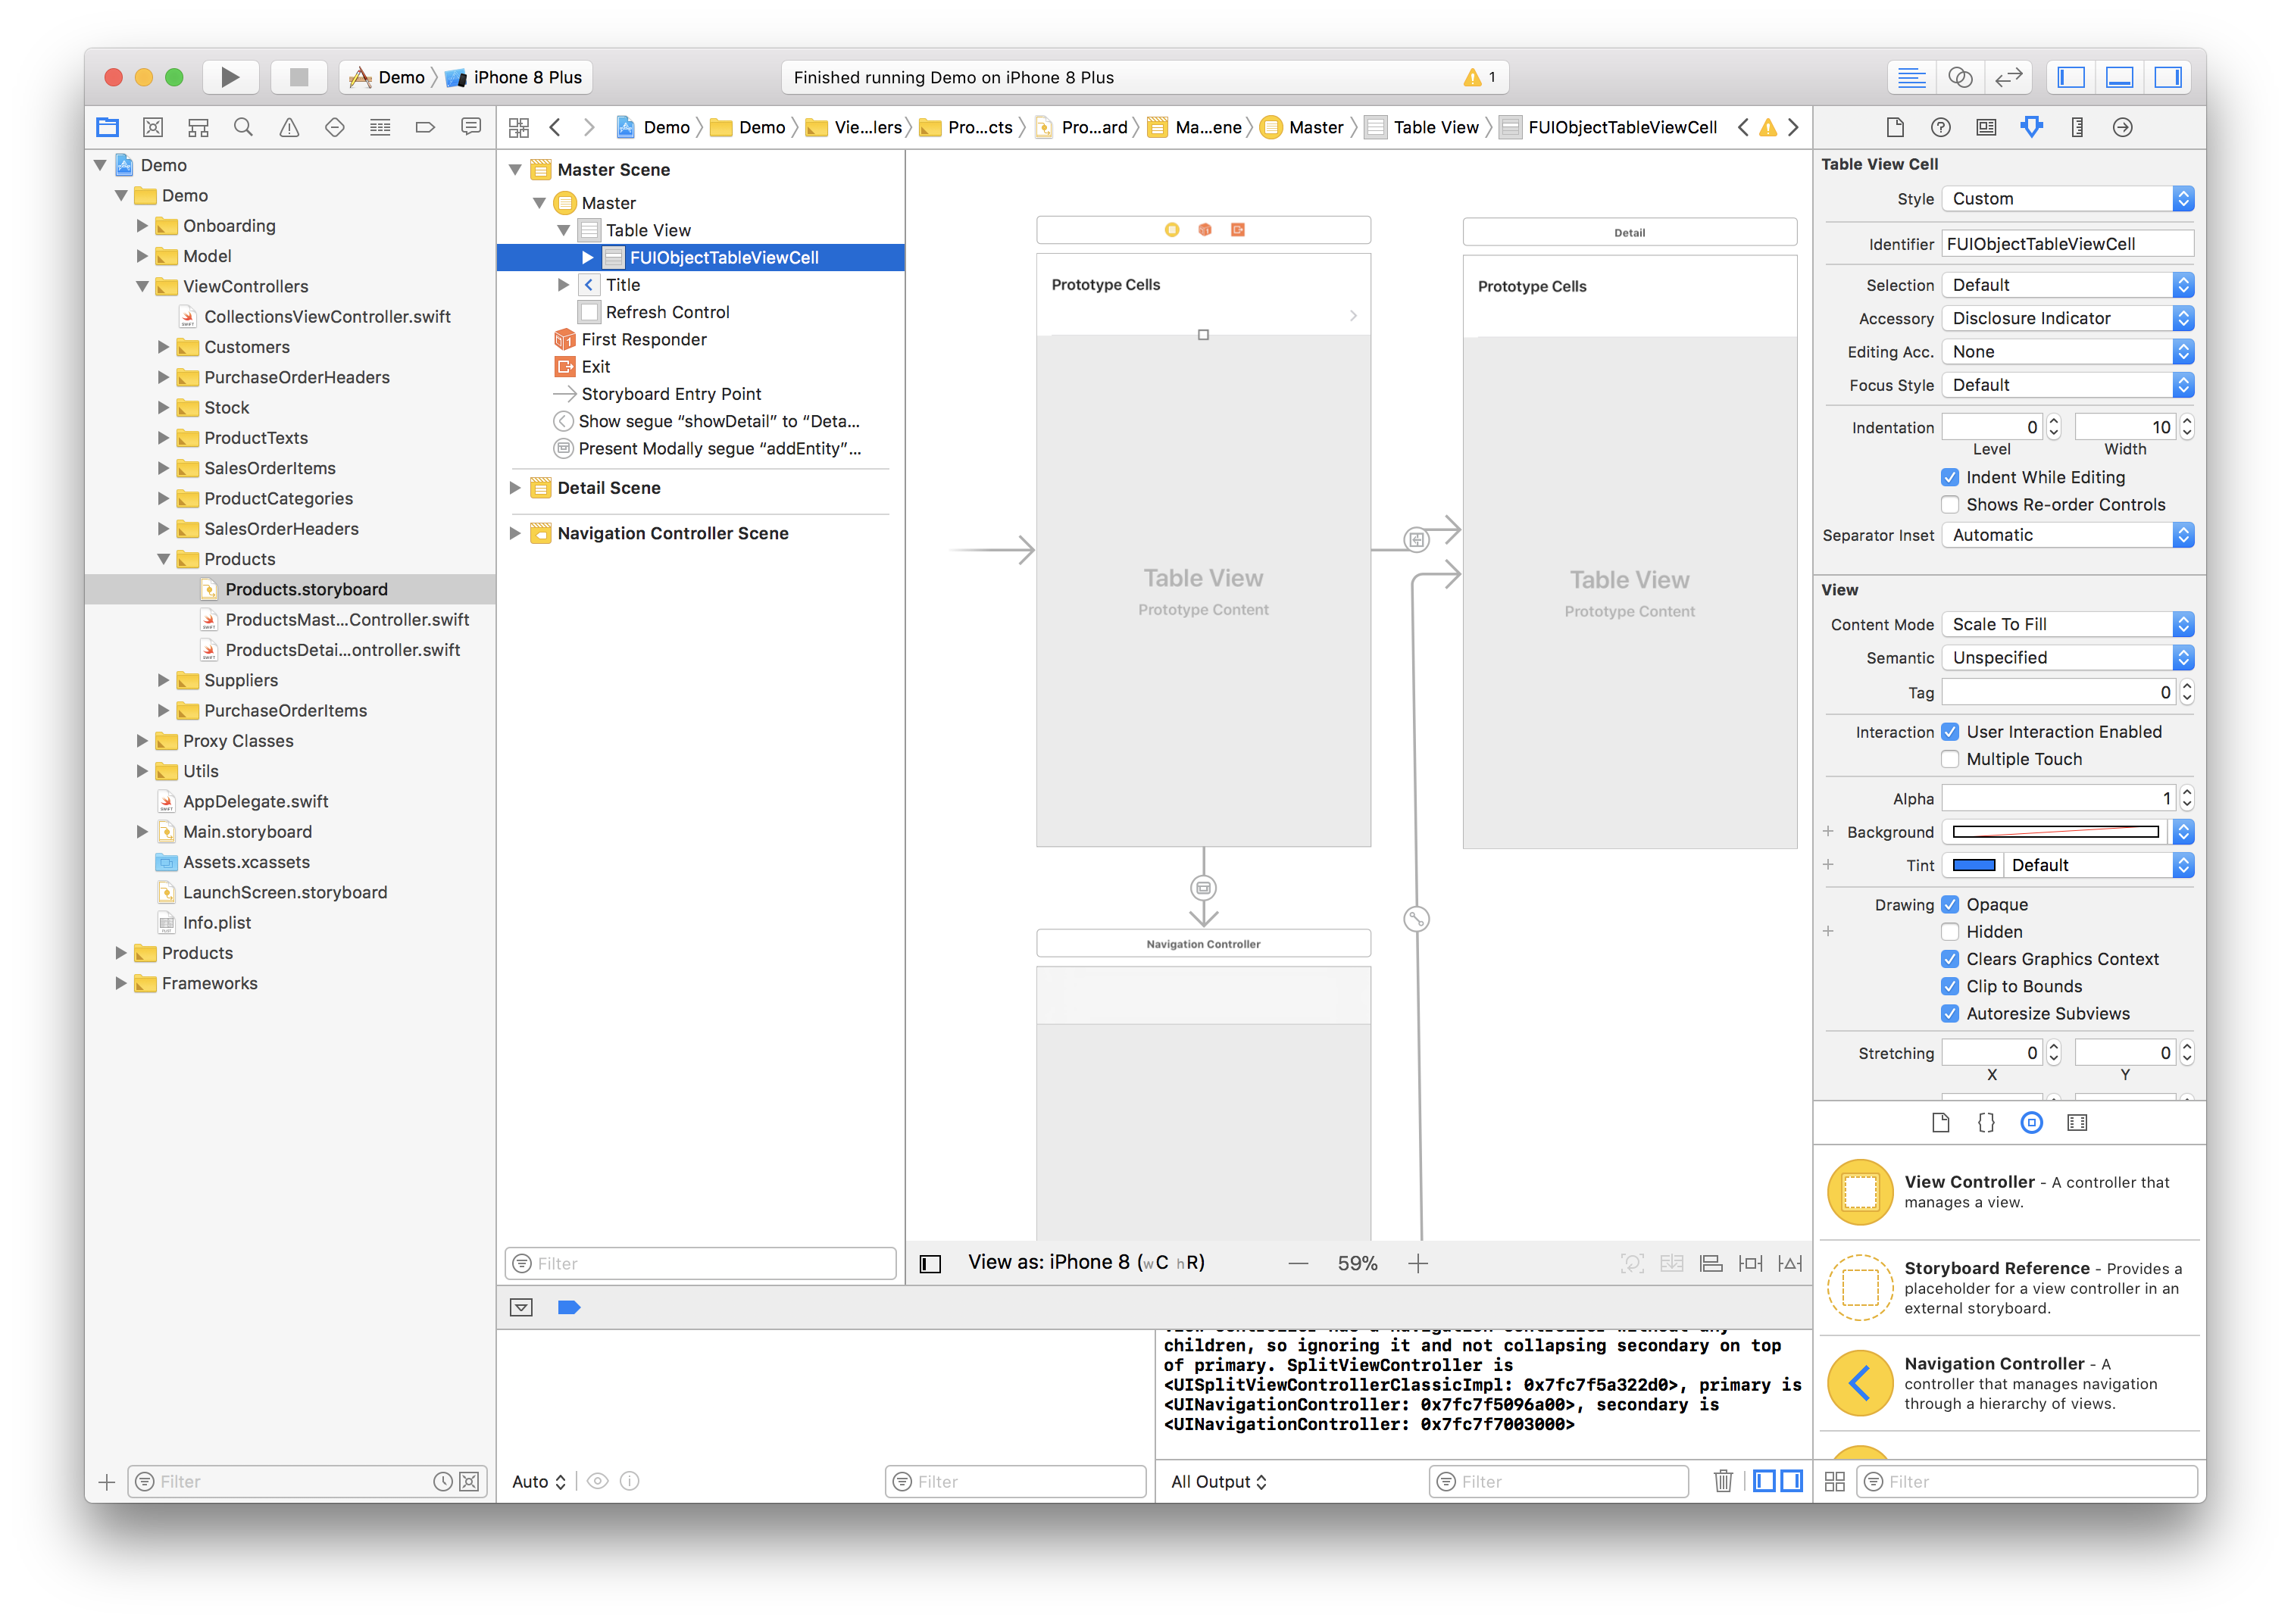 Demo 〉 iPhone 8 Plus
Finished running Demo on iPhone 8 Plus
1
Demo 〉 Demo 〉 Vie...lers 〉 Pro...cts 〉 Pro...ard 〉 Ma...ene 〉 Master 〉 Table View 〉 FUIObjectTableViewCell
Demo
Demo
Onboarding
Model
ViewControllers
CollectionsViewController.swift
Customers
PurchaseOrderHeaders
Stock
ProductTexts
SalesOrderItems
ProductCategories
SalesOrderHeaders
Products
Products.storyboard
ProductsMast...Controller.swift
ProductsDetai...ontroller.swift
Suppliers
PurchaseOrderItems
Proxy Classes
Utils
AppDelegate.swift
Main.storyboard
Assets.xcassets
LaunchScreen.storyboard
Info.plist
Products
Frameworks
Filter
Master Scene
Master
Table View
FUIObjectTableViewCell
Title
Refresh Control
First Responder
Exit
Storyboard Entry Point
Show segue “showDetail” to “Deta...
Present Modally segue “addEntity”...
Detail Scene
Navigation Controller Scene
Filter
Prototype Cells
Table View
Prototype Content
Detail
Prototype Cells
Table View
Prototype Content
Navigation Controller
View as: iPhone 8 (wC hR)
— 59% +
Auto
Filter
children, so ignoring it and not collapsing secondary on top
of primary. SplitViewController is
<UISplitViewControllerClassicImpl: 0x7fc7f5a322d0>, primary is
<UINavigationController: 0x7fc7f5096a00>, secondary is
<UINavigationController: 0x7fc7f7003000>
All Output
Filter
Table View Cell
Style Custom
Identifier FUIObjectTableViewCell
Selection Default
Accessory Disclosure Indicator
Editing Acc. None
Focus Style Default
Indentation 0 10
Level Width
Indent While Editing
Shows Re-order Controls
Separator Inset Automatic
View
Content Mode Scale To Fill
Semantic Unspecified
Tag 0
Interaction User Interaction Enabled
Multiple Touch
Alpha 1
+ Background
+ Tint Default
Drawing Opaque
+ Hidden
Clears Graphics Context
Clip to Bounds
Autoresize Subviews
Stretching 0 0
X Y
View Controller - A controller that
manages a view.
Storyboard Reference - Provides a
placeholder for a view controller in an
external storyboard.
Navigation Controller - A
controller that manages navigation
through a hierarchy of views.
Filter